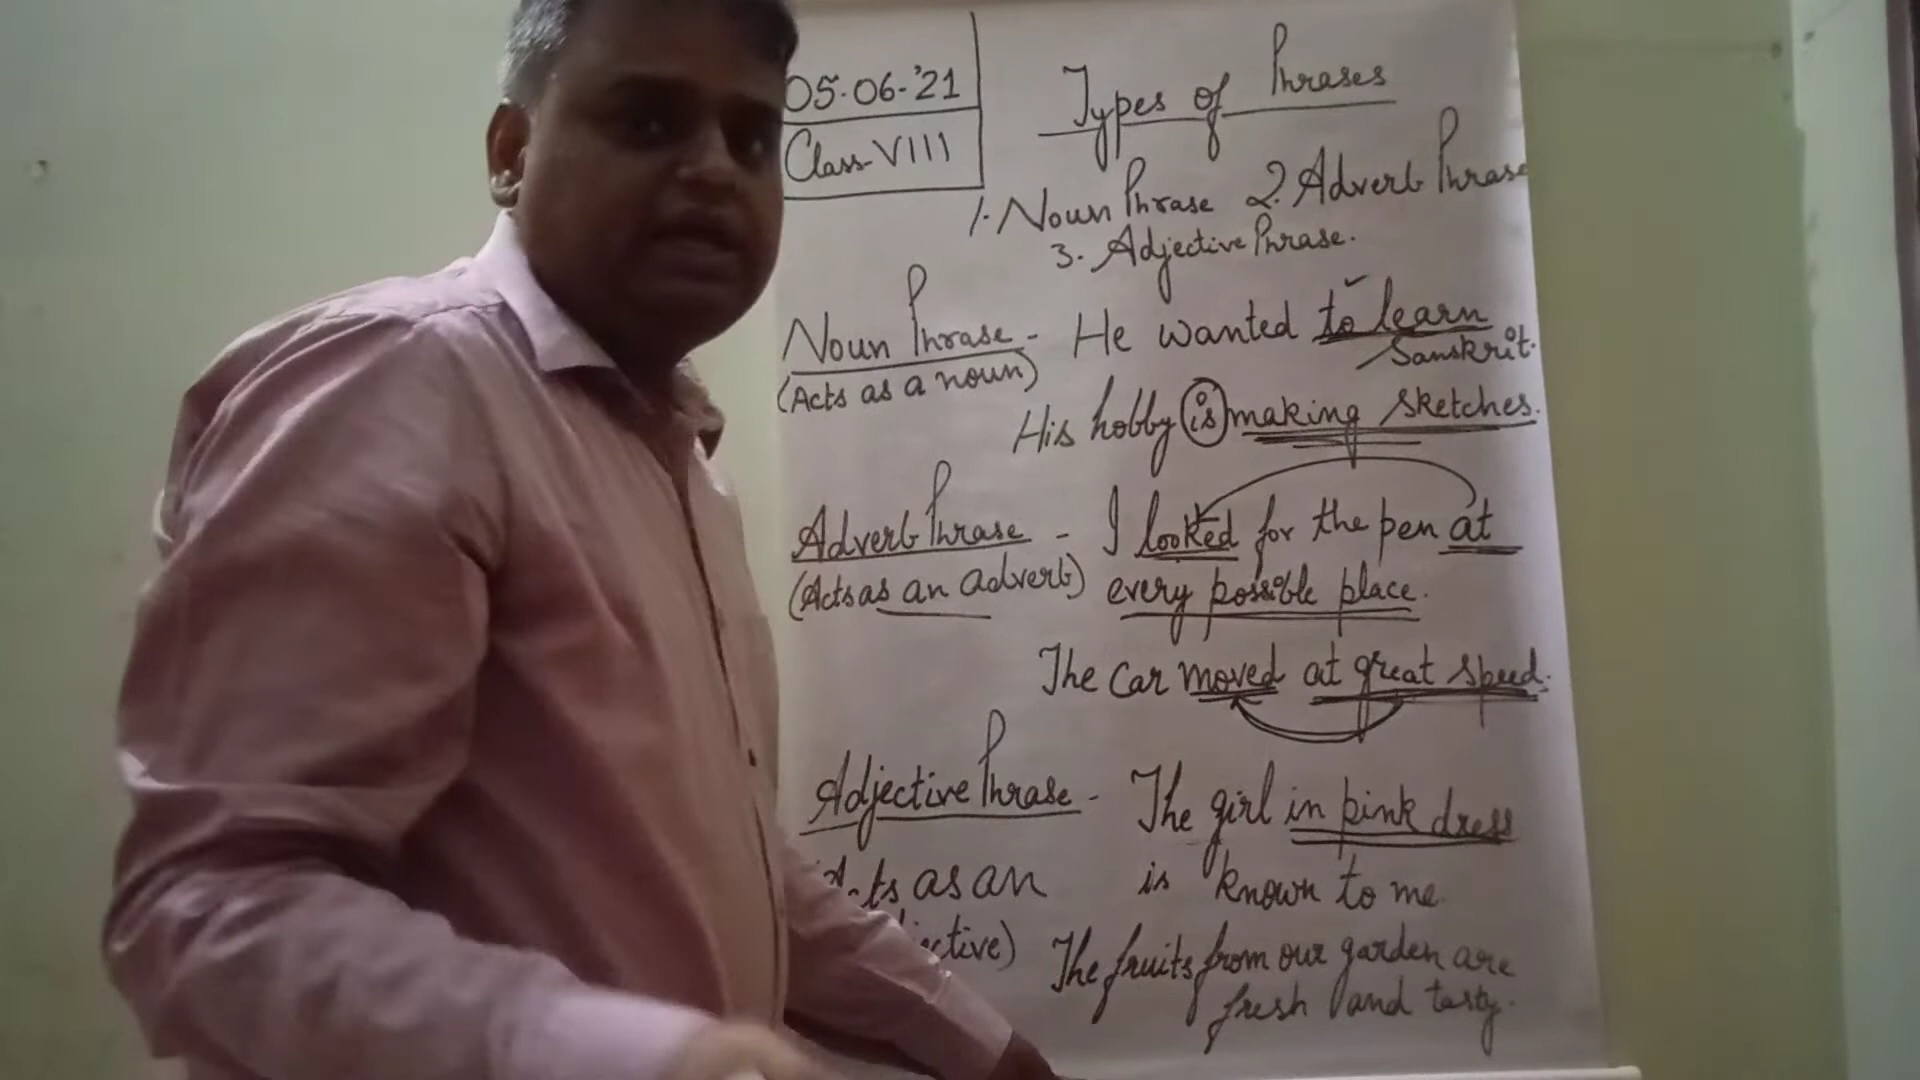 05-06-'21
Class-VIII
Types of Phrases
1. Noun Phrase 2. Adverb Phrase
3. Adjective Phrase.
Noun Phrase - He wanted to learn
Sanskrit.
(Acts as a noun)
His hobby is making sketches.
Adverb Phrase - I looked for the pen at
(Acts as an adverb) every possible place.
The car moved at great speed.
Adjective Phrase - The girl in pink dress
Acts as an is known to me.
ective) The fruits from our garden are
fresh and tasty.